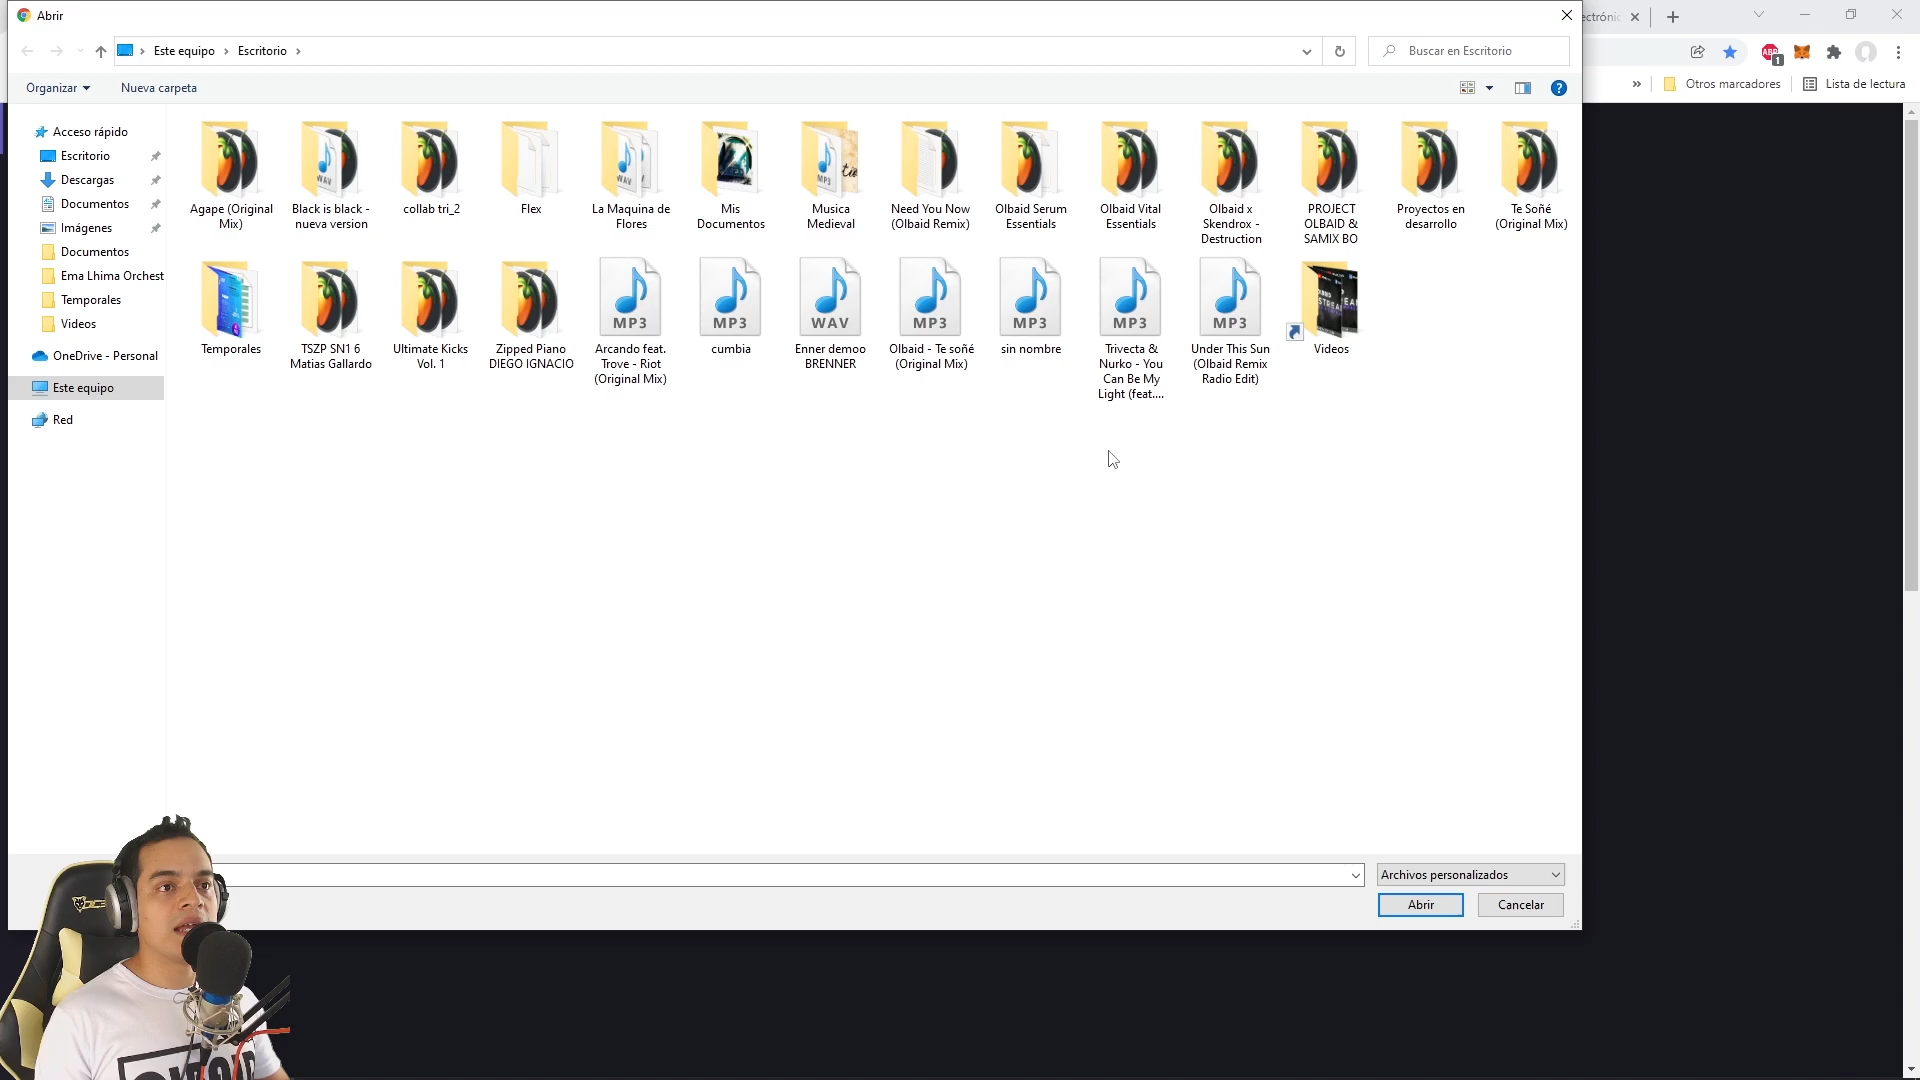 Abrir
ectrónic
Este equipo
Escritorio
Buscar en Escritorio
Organizar
Nueva carpeta
ABP
1
Otros marcadores
Lista de lectura
Acceso rápido
Escritorio
Descargas
Documentos
Imágenes
Documentos
Ema Lhima Orchest
Temporales
Videos
OneDrive - Personal
Este equipo
Red
Agape (Original
Mix)
WAV
Black is black -
nueva version
collab tri_2
Flex
WAV
La Maquina de
Flores
Mis
Documentos
MP3
Musica
Medieval
Need You Now
(Olbaid Remix)
Olbaid Serum
Essentials
Olbaid Vital
Essentials
Olbaid x
Skendrox -
Destruction
PROJECT
OLBAID &
SAMIX BO
Proyectos en
desarrollo
Te Soñé
(Original Mix)
Temporales
TSZP SN1 6
Matias Gallardo
Ultimate Kicks
Vol. 1
Zipped Piano
DIEGO IGNACIO
MP3
Arcando feat.
Trove - Riot
(Original Mix)
MP3
cumbia
WAV
Enner demoo
BRENNER
MP3
Olbaid - Te soñé
(Original Mix)
MP3
sin nombre
MP3
Trivecta &
Nurko - You
Can Be My
Light (feat....
MP3
Under This Sun
(Olbaid Remix
Radio Edit)
Videos
Archivos personalizados
Abrir
Cancelar